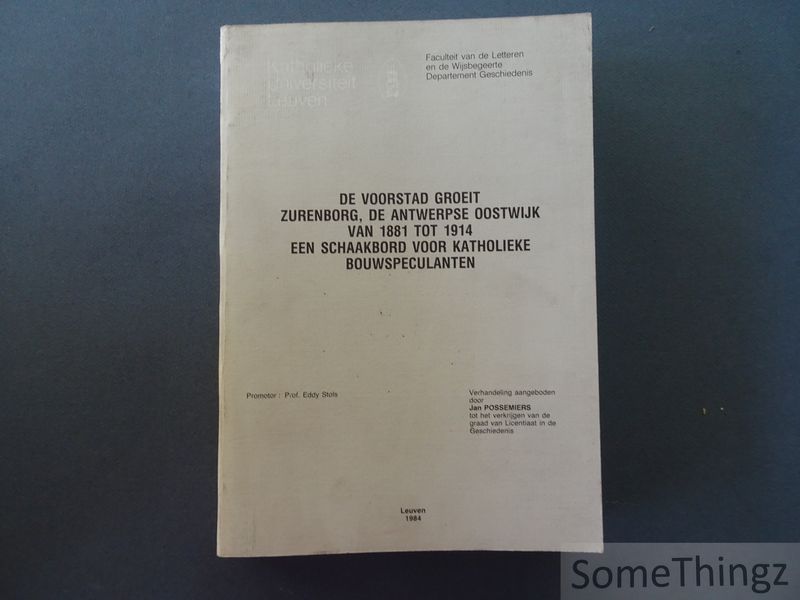 Katholieke
Universiteit
Leuven
Faculteit van de Letteren
en de Wijsbegeerte
Departement Geschiedenis
DE VOORSTAD GROEIT
ZURENBORG, DE ANTWERPSE OOSTWIJK
VAN 1881 TOT 1914
EEN SCHAAKBORD VOOR KATHOLIEKE
BOUWSPECULANTEN
Promotor : Prof. Eddy Stols
Verhandeling aangeboden
door
Jan POSSEMIERS
tot het verkrijgen van de
graad van Licentiaat in de
Geschiedenis
Leuven
1984
SomeThingz